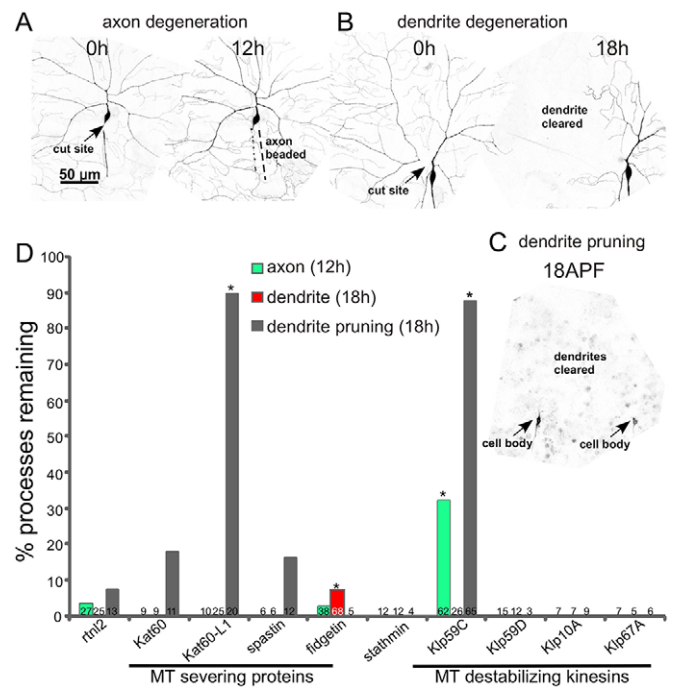 A axon degeneration
0h 12h
cut site
axon
beaded
50 µm
B dendrite degeneration
0h 18h
dendrite
cleared
cut site
C dendrite pruning
18APF
dendrites
cleared
cell body cell body
D
% processes remaining
100
90
80
70
60
50
40
30
20
10
0
axon (12h)
dendrite (18h)
dendrite pruning (18h)
*
*
*
*
27 25 13 9 9 11 10 25 20 6 6 12 38 68 5 12 12 4 62 26 65 15 12 3 7 7 9 7 5 6
rtnl2 Kat60 Kat60-L1 spastin fidgetin stathmin Klp59C Klp59D Klp10A Klp67A
MT severing proteins MT destabilizing kinesins